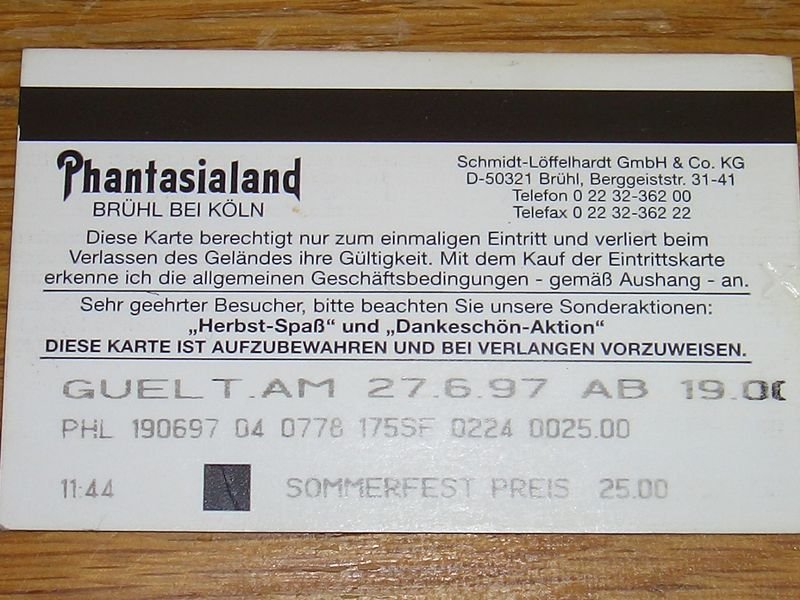 Phantasialand
BRÜHL BEI KÖLN
Schmidt-Löffelhardt GmbH & Co. KG
D-50321 Brühl, Berggeiststr. 31-41
Telefon 0 22 32-362 00
Telefax 0 22 32-362 22
Diese Karte berechtigt nur zum einmaligen Eintritt und verliert beim
Verlassen des Geländes ihre Gültigkeit. Mit dem Kauf der Eintrittskarte
erkenne ich die allgemeinen Geschäftsbedingungen - gemäß Aushang - an.
Sehr geehrter Besucher, bitte beachten Sie unsere Sonderaktionen:
„Herbst-Spaß“ und „Dankeschön-Aktion“
DIESE KARTE IST AUFZUBEWAHREN UND BEI VERLANGEN VORZUWEISEN.
GUELT.AM 27.6.97 AB 19.00
PHL 190697 04 0778 175SF 0224 0025.00
11:44 SOMMERFEST PREIS 25.00